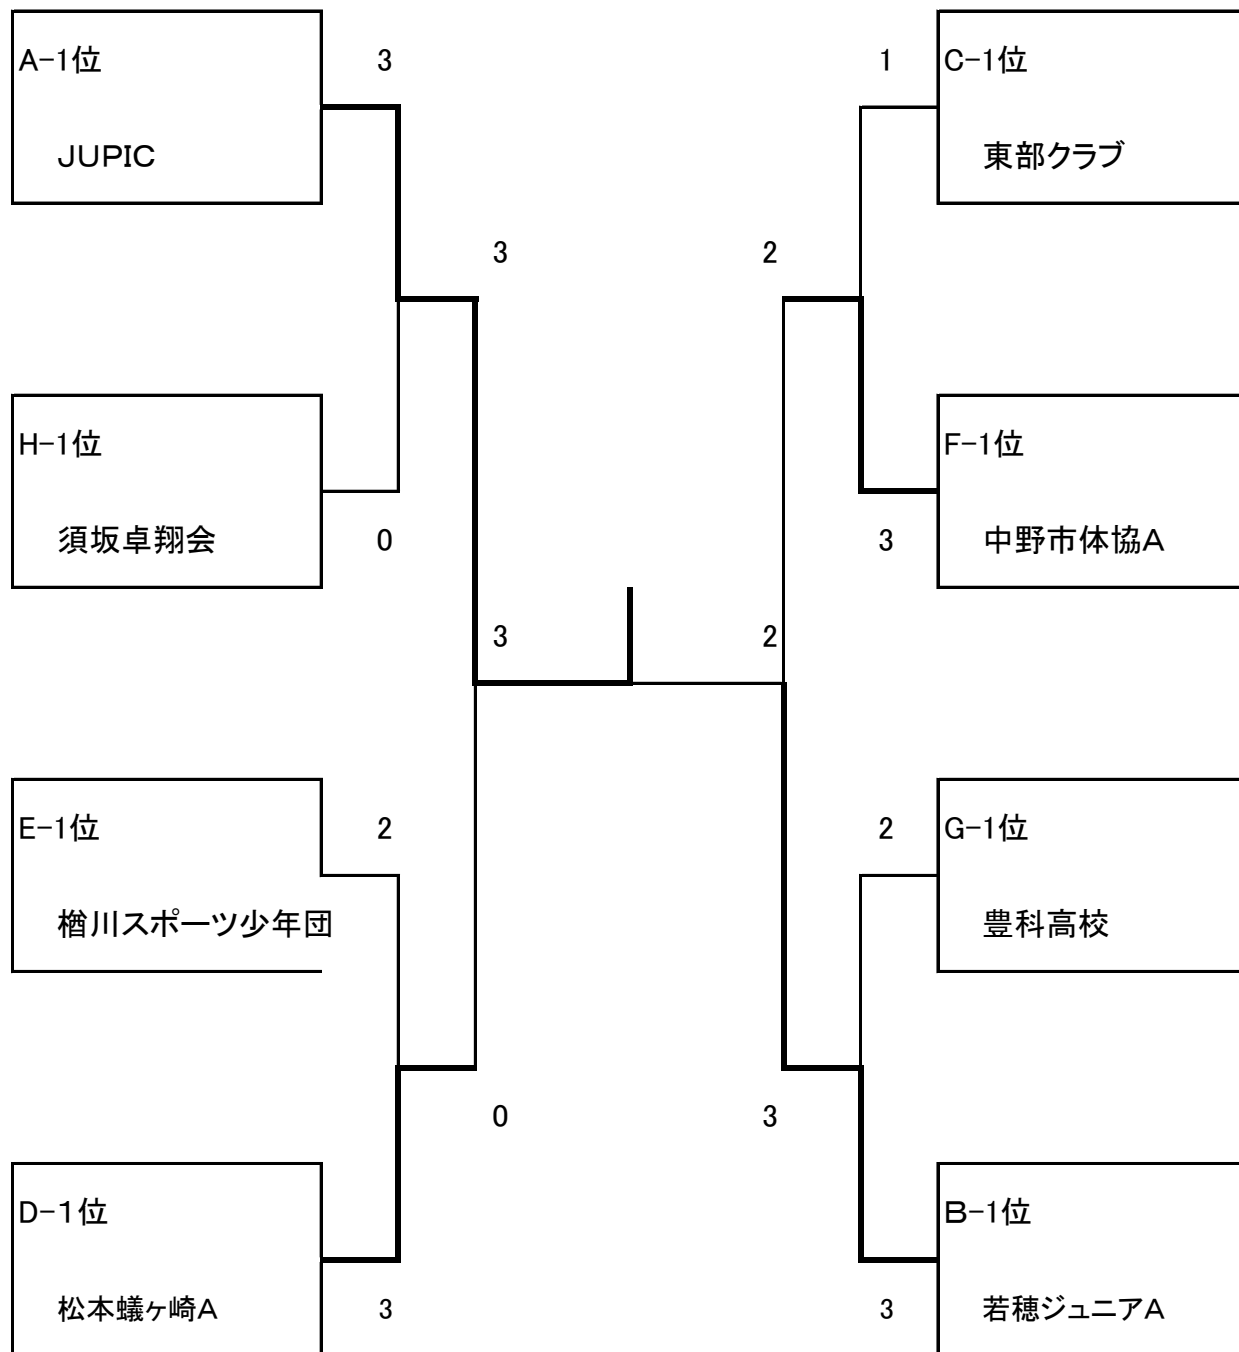 A-1位
3
1
C-1位
JUPIC
東部クラブ
3
2
H-1位
F-1位
須坂卓翔会
0
3
中野市体協A
3
2
E-1位
2
2
G-1位
楢川スポーツ少年団
豊科高校
0
3
D-1位
B-1位
松本蟻ヶ崎A
3
3
若穂ジュニアA